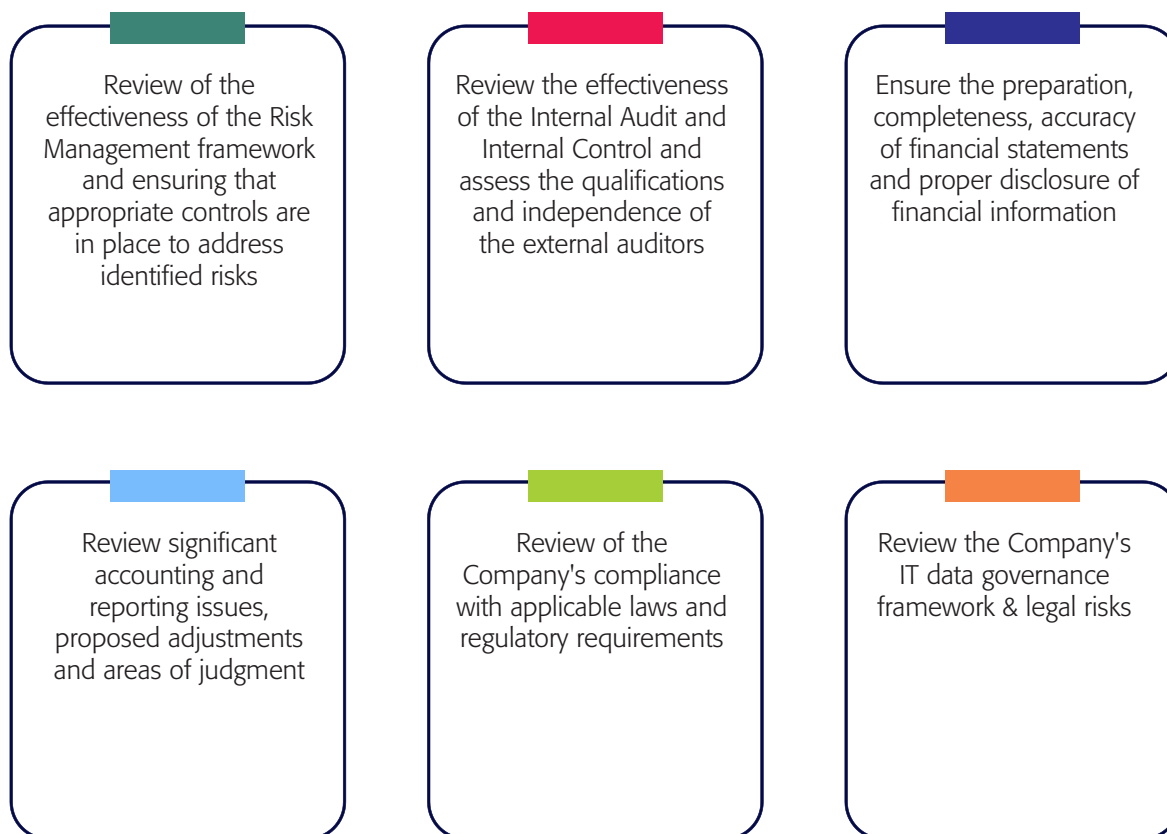 Review of the
effectiveness of the Risk
Management framework
and ensuring that
appropriate controls are
in place to address
identified risks
Review the effectiveness
of the Internal Audit and
Internal Control and
assess the qualifications
and independence of
the external auditors
Ensure the preparation,
completeness, accuracy
of financial statements
and proper disclosure of
financial information
Review significant
accounting and
reporting issues,
proposed adjustments
and areas of judgment
Review of the
Company's compliance
with applicable laws and
regulatory requirements
Review the Company's
IT data governance
framework & legal risks